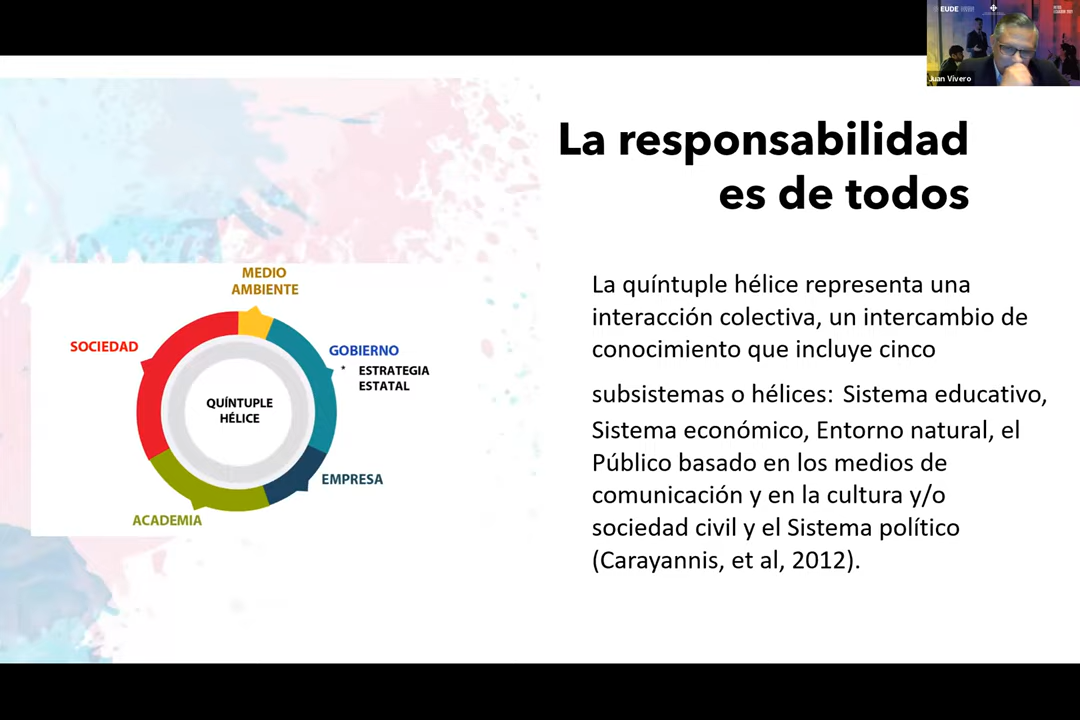 EUDE
Juan Vivero
La responsabilidad
es de todos
MEDIO
AMBIENTE
SOCIEDAD
GOBIERNO
* ESTRATEGIA
ESTATAL
QUÍNTUPLE
HÉLICE
EMPRESA
ACADEMIA
La quíntuple hélice representa una
interacción colectiva, un intercambio de
conocimiento que incluye cinco
subsistemas o hélices: Sistema educativo,
Sistema económico, Entorno natural, el
Público basado en los medios de
comunicación y en la cultura y/o
sociedad civil y el Sistema político
(Carayannis, et al, 2012).